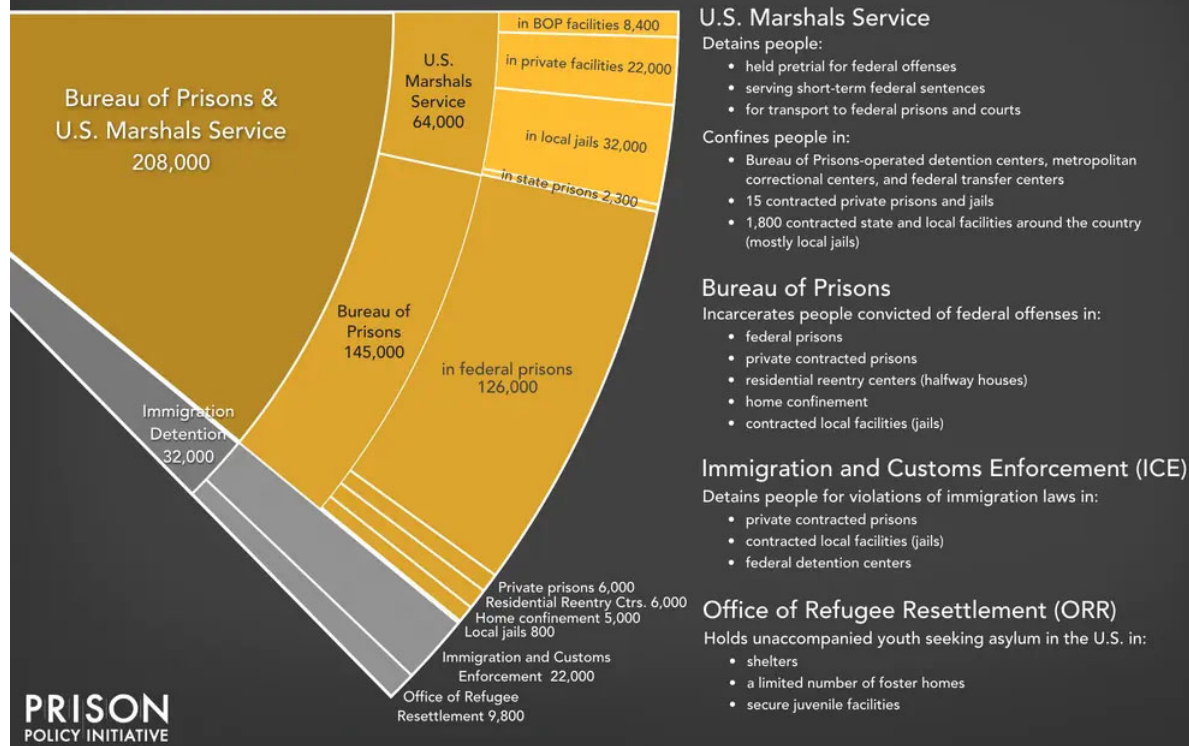 Bureau of Prisons &
U.S. Marshals Service
208,000
U.S.
Marshals
Service
64,000
in BOP facilities 8,400
in private facilities 22,000
in local jails 32,000
in state prisons 2,300
Bureau of
Prisons
145,000
in federal prisons
126,000
Immigration
Detention
32,000
Private prisons 6,000
Residential Reentry Ctrs. 6,000
Home confinement 5,000
Local jails 800
Immigration and Customs
Enforcement 22,000
Office of Refugee
Resettlement 9,800
U.S. Marshals Service
Detains people:
• held pretrial for federal offenses
• serving short-term federal sentences
• for transport to federal prisons and courts
Confines people in:
• Bureau of Prisons-operated detention centers, metropolitan
correctional centers, and federal transfer centers
• 15 contracted private prisons and jails
• 1,800 contracted state and local facilities around the country
(mostly local jails)
Bureau of Prisons
Incarcerates people convicted of federal offenses in:
• federal prisons
• private contracted prisons
• residential reentry centers (halfway houses)
• home confinement
• contracted local facilities (jails)
Immigration and Customs Enforcement (ICE)
Detains people for violations of immigration laws in:
• private contracted prisons
• contracted local facilities (jails)
• federal detention centers
Office of Refugee Resettlement (ORR)
Holds unaccompanied youth seeking asylum in the U.S. in:
• shelters
• a limited number of foster homes
• secure juvenile facilities
PRISON
POLICY INITIATIVE